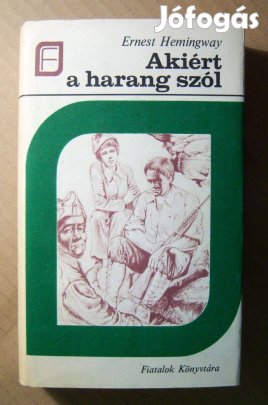 Jófogás
Ernest Hemingway
Akiért
a harang szól
Fiatalok Könyvtára